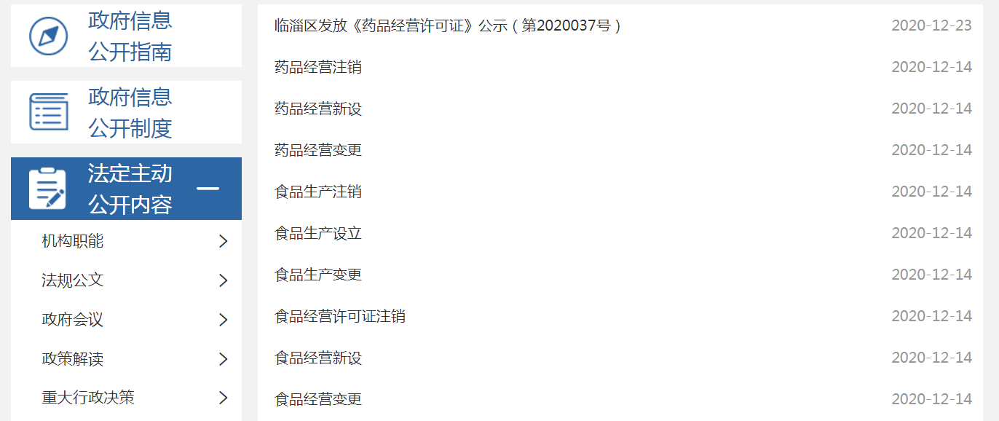 政府信息
公开指南
政府信息
公开制度
法定主动
公开内容
机构职能
法规公文
政府会议
政策解读
重大行政决策
临淄区发放《药品经营许可证》公示（第2020037号） 2020-12-23
药品经营注销 2020-12-14
药品经营新设 2020-12-14
药品经营变更 2020-12-14
食品生产注销 2020-12-14
食品生产设立 2020-12-14
食品生产变更 2020-12-14
食品经营许可证注销 2020-12-14
食品经营新设 2020-12-14
食品经营变更 2020-12-14